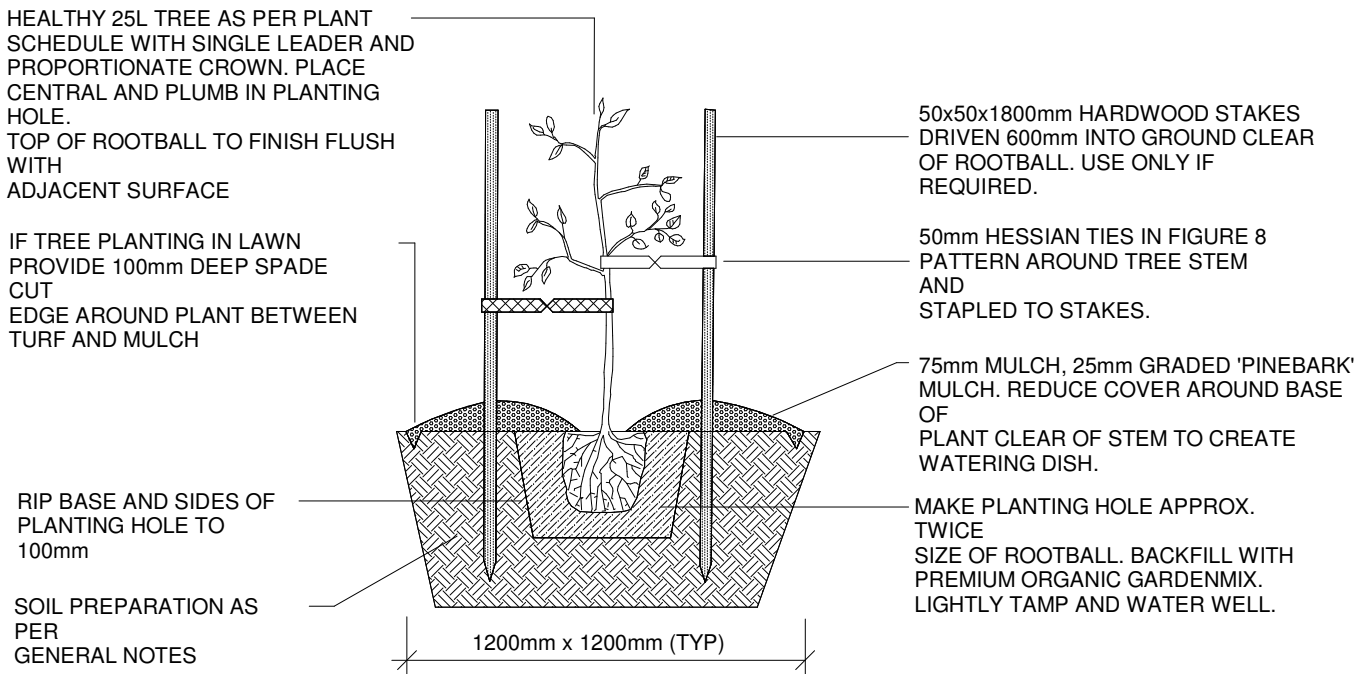 HEALTHY 25L TREE AS PER PLANT
SCHEDULE WITH SINGLE LEADER AND
PROPORTIONATE CROWN. PLACE
CENTRAL AND PLUMB IN PLANTING
HOLE.
TOP OF ROOTBALL TO FINISH FLUSH
WITH
ADJACENT SURFACE
IF TREE PLANTING IN LAWN
PROVIDE 100mm DEEP SPADE
CUT
EDGE AROUND PLANT BETWEEN
TURF AND MULCH
RIP BASE AND SIDES OF
PLANTING HOLE TO
100mm
SOIL PREPARATION AS
PER
GENERAL NOTES
50x50x1800mm HARDWOOD STAKES
DRIVEN 600mm INTO GROUND CLEAR
OF ROOTBALL. USE ONLY IF
REQUIRED.
50mm HESSIAN TIES IN FIGURE 8
PATTERN AROUND TREE STEM
AND
STAPLED TO STAKES.
75mm MULCH, 25mm GRADED 'PINEBARK'
MULCH. REDUCE COVER AROUND BASE
OF
PLANT CLEAR OF STEM TO CREATE
WATERING DISH.
MAKE PLANTING HOLE APPROX.
TWICE
SIZE OF ROOTBALL. BACKFILL WITH
PREMIUM ORGANIC GARDENMIX.
LIGHTLY TAMP AND WATER WELL.
1200mm x 1200mm (TYP)